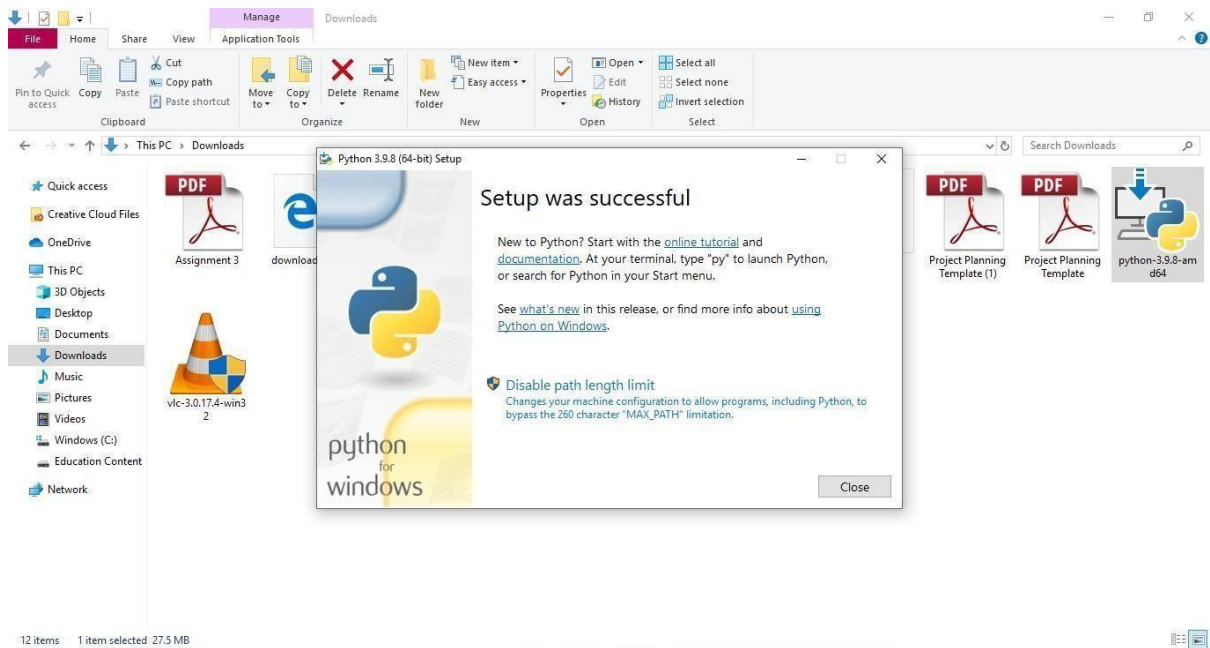 Manage
Downloads
File
Home
Share
View
Application Tools
Pin to Quick
access
Copy
Paste
Cut
Copy path
Paste shortcut
Clipboard
Move
to
Copy
to
Delete
Rename
Organize
New
folder
New item
Easy access
New
Properties
Open
Edit
History
Open
Select all
Select none
Invert selection
Select
This PC > Downloads
Search Downloads
Quick access
Creative Cloud Files
OneDrive
This PC
3D Objects
Desktop
Documents
Downloads
Music
Pictures
Videos
Windows (C:)
Education Content
Network
PDF
Assignment 3
download
vlc-3.0.17.4-win3
2
Python 3.9.8 (64-bit) Setup
Setup was successful
New to Python? Start with the online tutorial and
documentation. At your terminal, type "py" to launch Python,
or search for Python in your Start menu.
See what's new in this release, or find more info about using
Python on Windows.
Disable path length limit
Changes your machine configuration to allow programs, including Python, to
bypass the 260 character "MAX_PATH" limitation.
python
for
windows
Close
PDF
Project Planning
Template (1)
PDF
Project Planning
Template
python-3.9.8-am
d64
12 items
1 item selected 27.5 MB